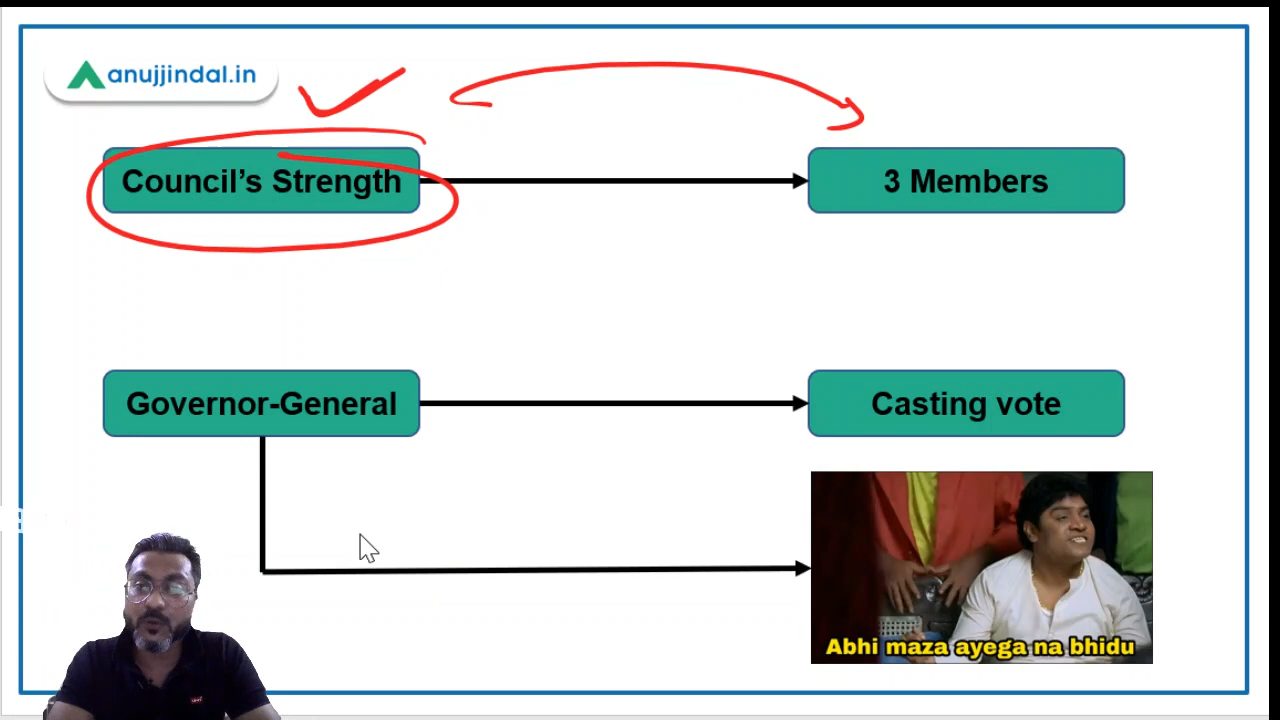 anujjindal.in
Council's Strength
3 Members
Governor-General
Casting vote
Abhi maza ayega na bhidu